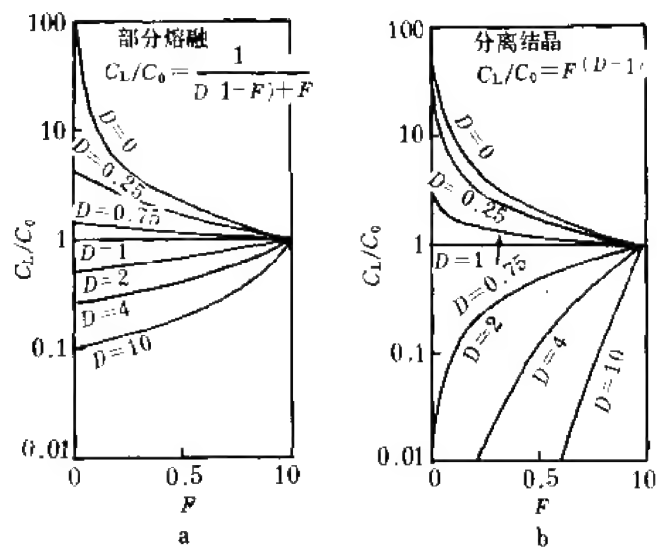 部分熔融
C_L/C_0 = 1 / D 1-F)+F
100
10
1
0.1
0.01
C_L/C_0
D=0
D=0.25
D=0.75
D=1
D=2
D=4
D=10
0
0.5
10
F
a
分离结晶
C_L/C_0=F^(D-1)
100
10
1
0.1
0.01
C_L/C_0
D=0
D=0.25
D=1
D=0.75
D=2
D=4
D=10
0
0.5
10
F
b